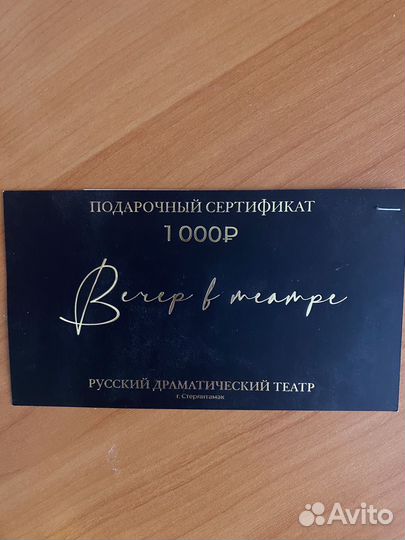 ПОДАРОЧНЫЙ СЕРТИФИКАТ
1 000₽
Вечер в театре
РУССКИЙ ДРАМАТИЧЕСКИЙ ТЕАТР
г. Стерлитамак
Avito